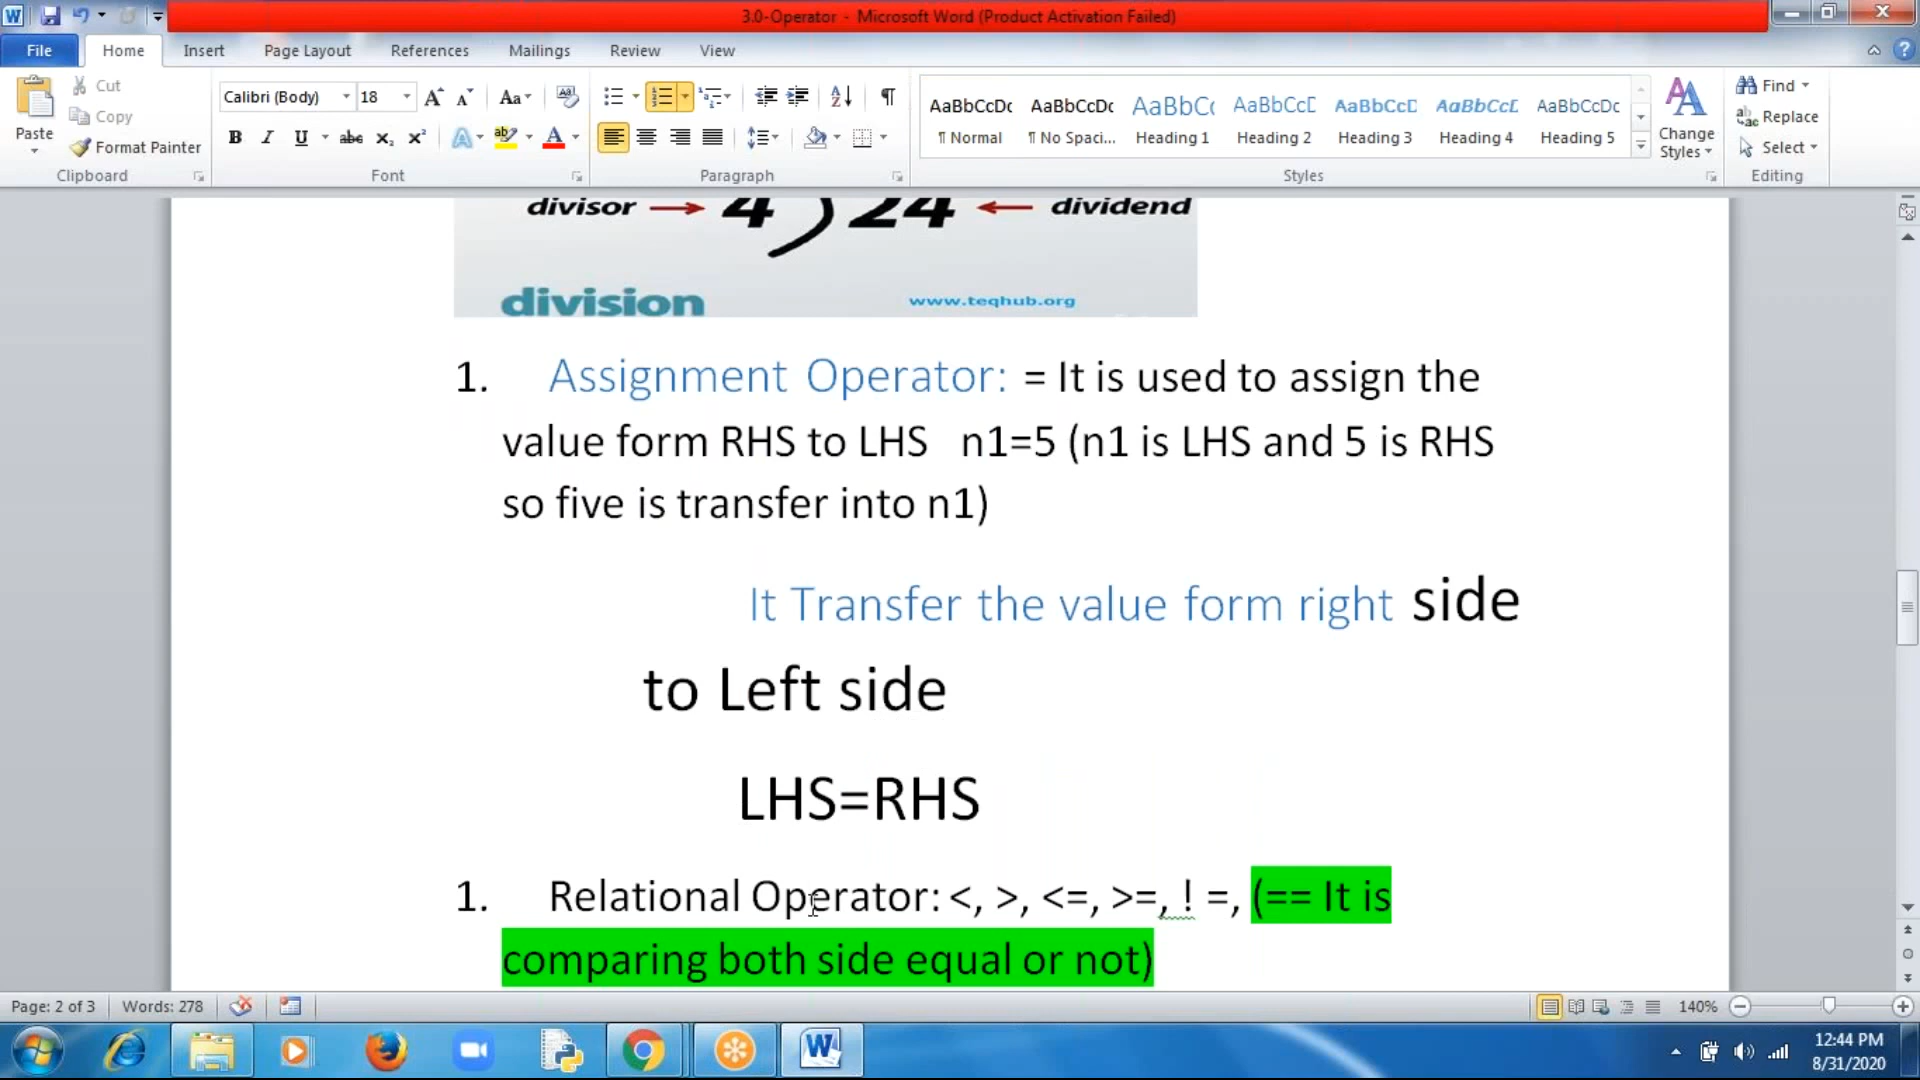 3.0-Operator - Microsoft Word (Product Activation Failed)
File Home Insert Page Layout References Mailings Review View
Paste
Cut
Copy
Format Painter
Clipboard
Calibri (Body) 18
Font
Paragraph
AaBbCcDc AaBbCcDc AaBbC AaBbCcD AaBbCcD AaBbCcD AaBbCcDc
¶ Normal ¶ No Spaci... Heading 1 Heading 2 Heading 3 Heading 4 Heading 5
Change Styles
Styles
Find
Replace
Select
Editing
divisor 4 24 dividend
division www.teqhub.org
1. Assignment Operator: = It is used to assign the
value form RHS to LHS n1=5 (n1 is LHS and 5 is RHS
so five is transfer into n1)
It Transfer the value form right side
to Left side
LHS=RHS
1. Relational Operator: <, >, <=, >=, ! =, (== It is
comparing both side equal or not)
Page: 2 of 3 Words: 278 140%
12:44 PM
8/31/2020